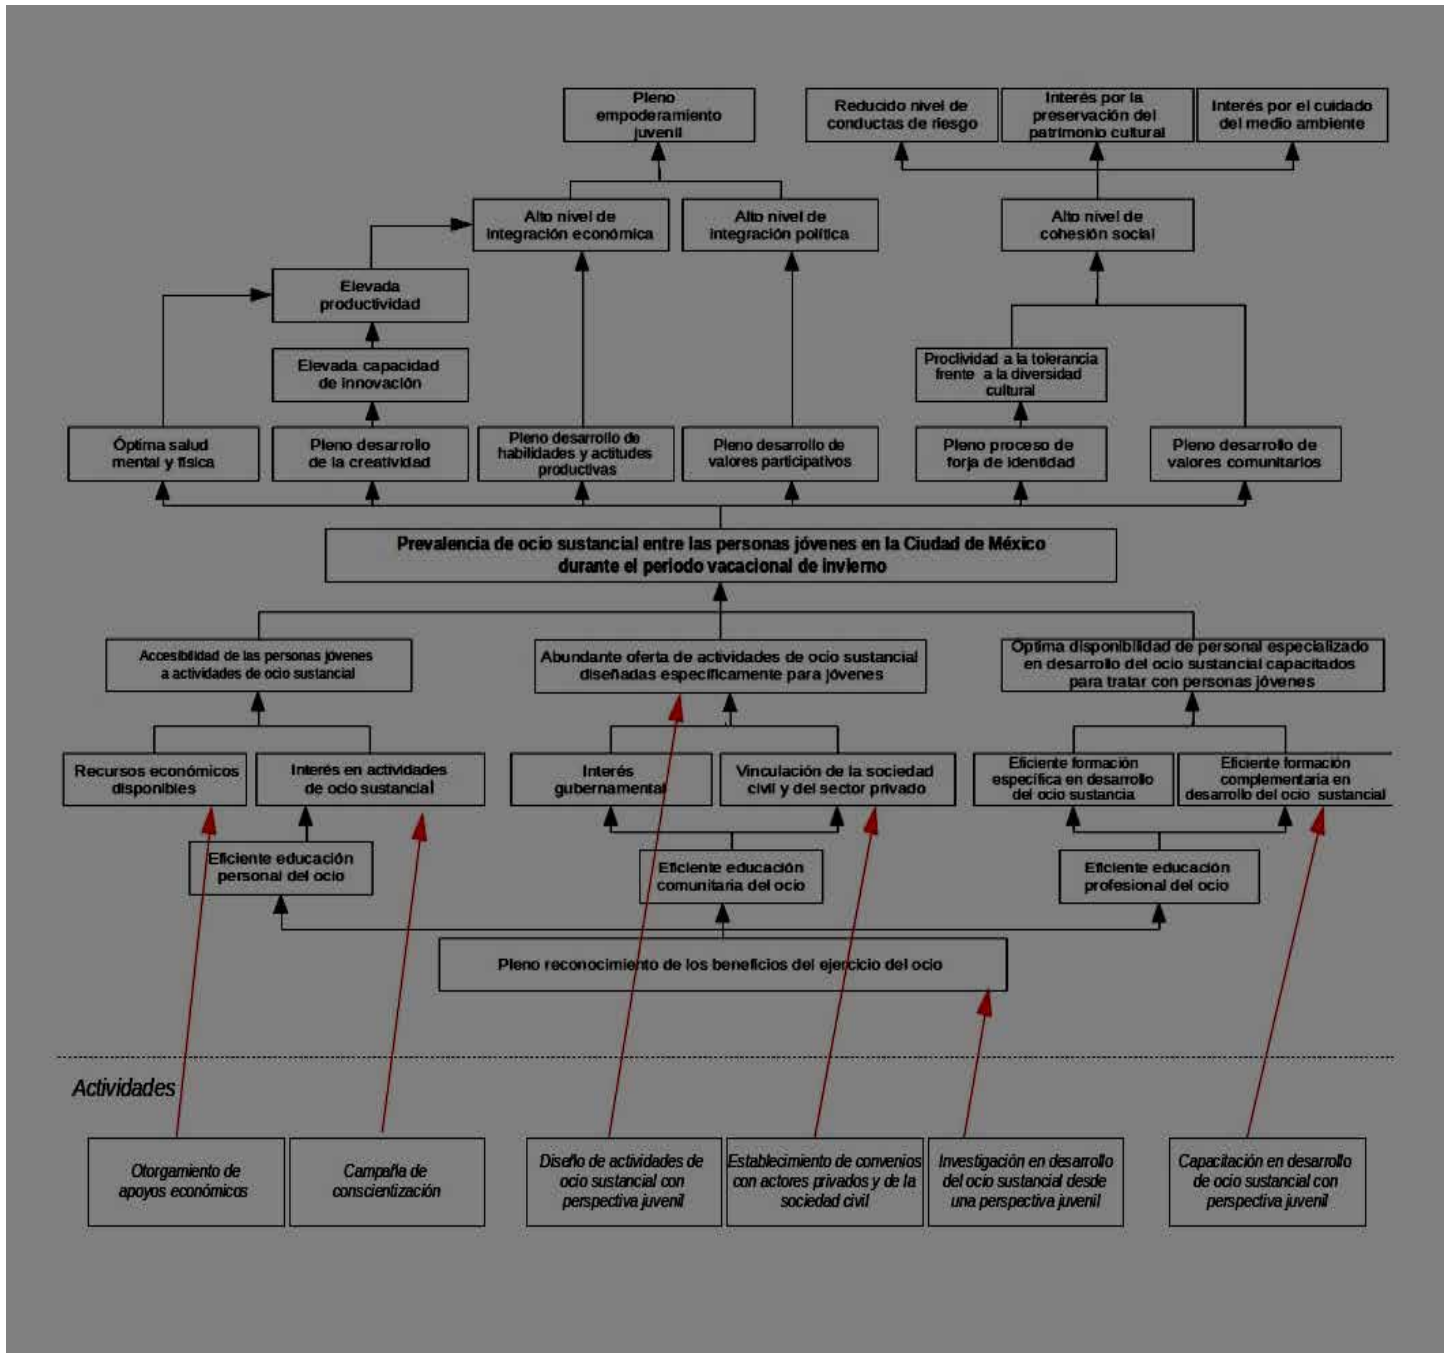 Pleno
empoderamiento
juvenil
Reducido nivel de
conductas de riesgo
Interés por la
preservación del
patrimonio cultural
Interés por el cuidado
del medio ambiente
Alto nivel de
integración económica
Alto nivel de
integración política
Alto nivel de
cohesión social
Elevada
productividad
Elevada capacidad
de innovación
Proclividad a la tolerancia
frente a la diversidad
cultural
Óptima salud
mental y física
Pleno desarrollo
de la creatividad
Pleno desarrollo de
habilidades y actitudes
productivas
Pleno desarrollo de
valores participativos
Pleno proceso de
forja de identidad
Pleno desarrollo de
valores comunitarios
Prevalencia de ocio sustancial entre las personas jóvenes en la Ciudad de México
durante el periodo vacacional de invierno
Accesibilidad de las personas jóvenes
a actividades de ocio sustancial
Abundante oferta de actividades de ocio sustancial
diseñadas específicamente para jóvenes
Óptima disponibilidad de personal especializado
en desarrollo del ocio sustancial capacitados
para tratar con personas jóvenes
Recursos económicos
disponibles
Interés en actividades
de ocio sustancial
Interés
gubernamental
Vinculación de la sociedad
civil y del sector privado
Eficiente formación
específica en desarrollo
del ocio sustancia
Eficiente formación
complementaria en
desarrollo del ocio sustancial
Eficiente educación
personal del ocio
Eficiente educación
comunitaria del ocio
Eficiente educación
profesional del ocio
Pleno reconocimiento de los beneficios del ejercicio del ocio
Actividades
Otorgamiento de
apoyos económicos
Campaña de
conscientización
Diseño de actividades de
ocio sustancial con
perspectiva juvenil
Establecimiento de convenios
con actores privados y de la
sociedad civil
Investigación en desarrollo
del ocio sustancial desde
una perspectiva juvenil
Capacitación en desarrollo
de ocio sustancial con
perspectiva juvenil